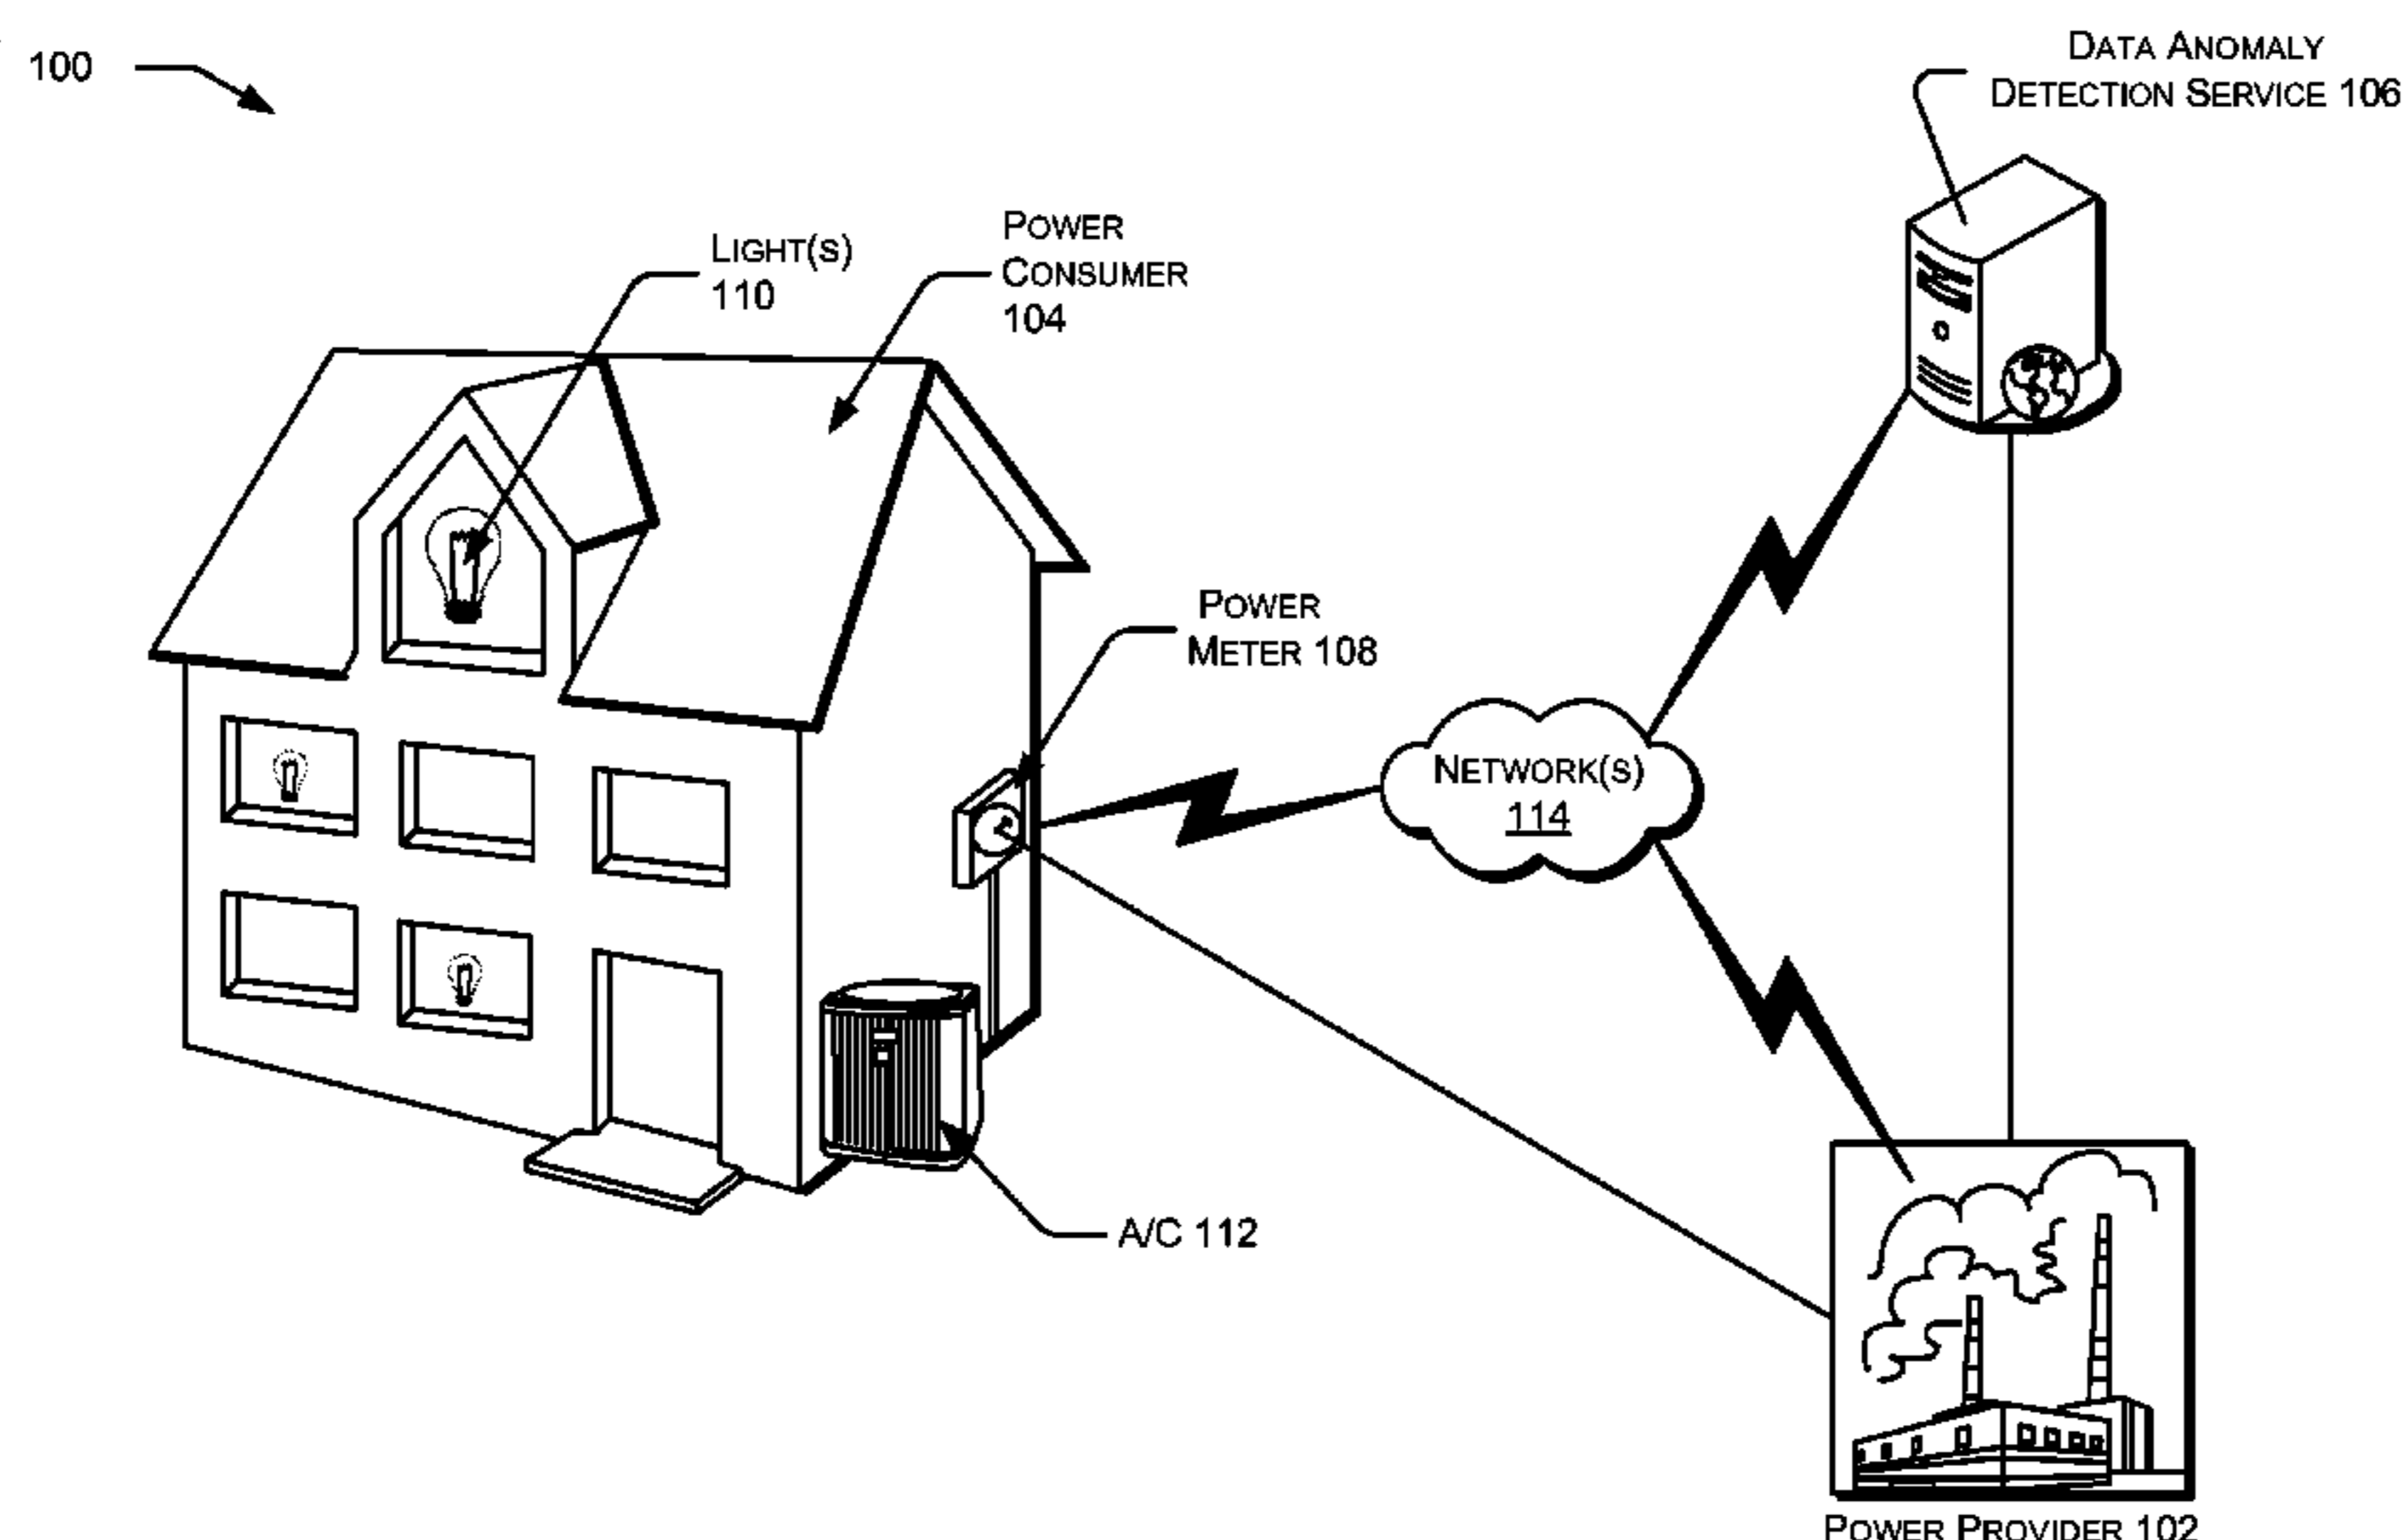 100
DATA ANOMALY
DETECTION SERVICE 106
LIGHT(S)
110
POWER
CONSUMER
104
POWER
METER 108
NETWORK(S)
114
A/C 112
POWER PROVIDER 102